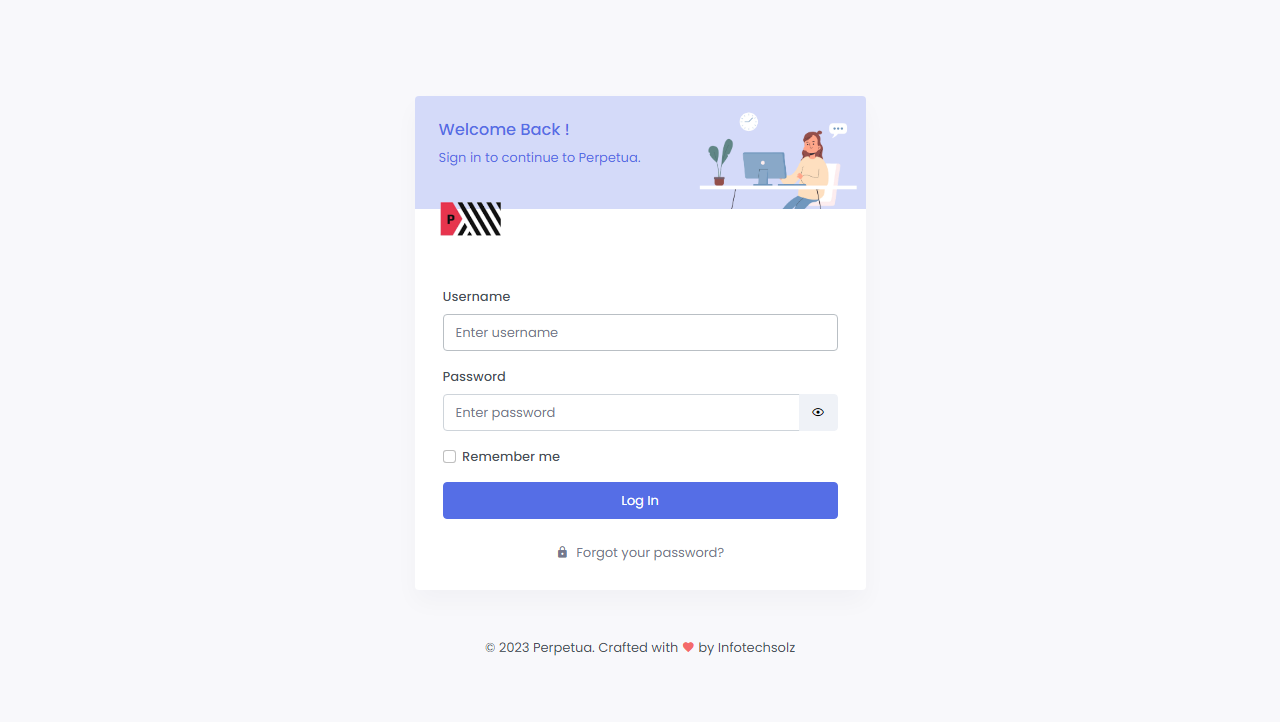 Welcome Back !
Sign in to continue to Perpetua.
P
Username
Enter username
Password
Enter password
Remember me
Log In
Forgot your password?
© 2023 Perpetua. Crafted with ❤ by Infotechsolz